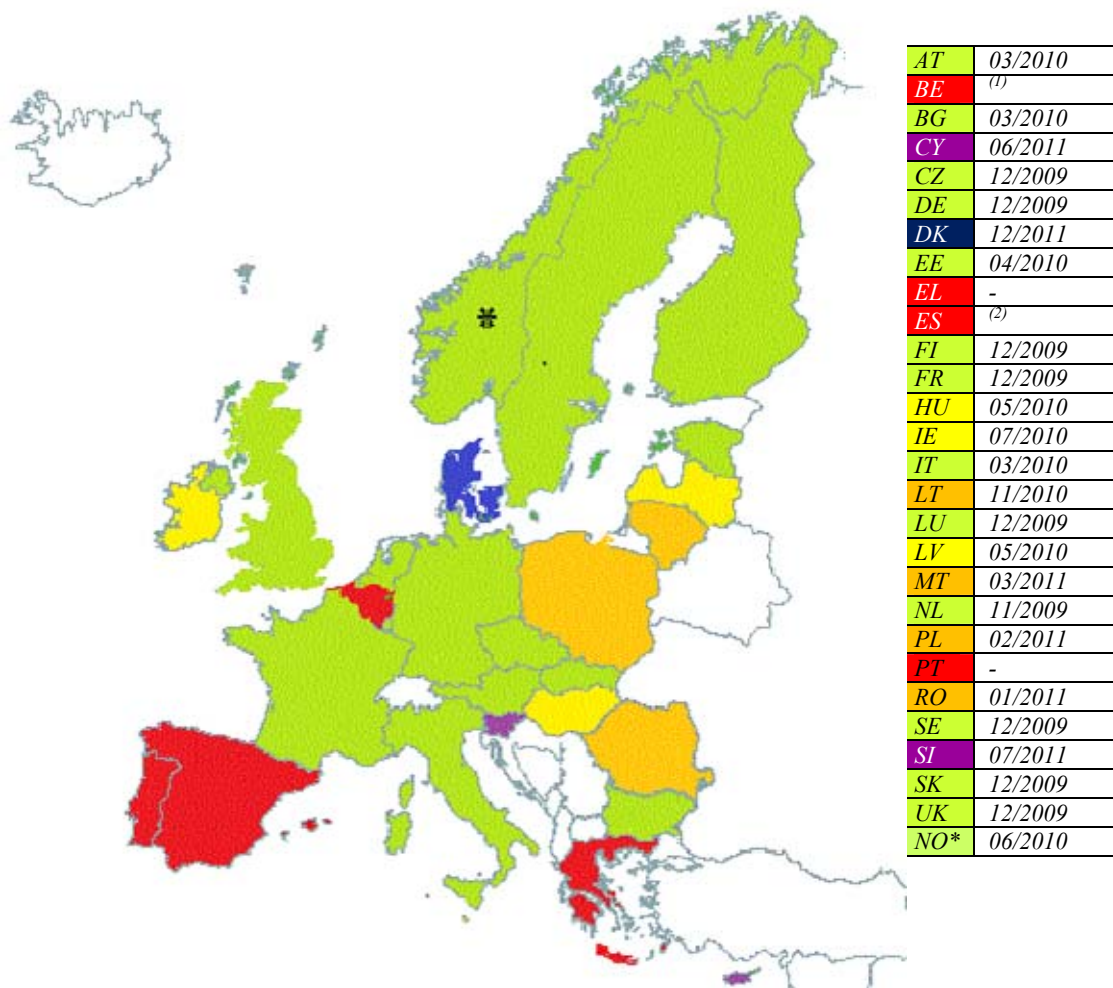 AT 03/2010
BE (1)
BG 03/2010
CY 06/2011
CZ 12/2009
DE 12/2009
DK 12/2011
EE 04/2010
EL -
ES (2)
FI 12/2009
FR 12/2009
HU 05/2010
IE 07/2010
IT 03/2010
LT 11/2010
LU 12/2009
LV 05/2010
MT 03/2011
NL 11/2009
PL 02/2011
PT -
RO 01/2011
SE 12/2009
SI 07/2011
SK 12/2009
UK 12/2009
NO* 06/2010
*